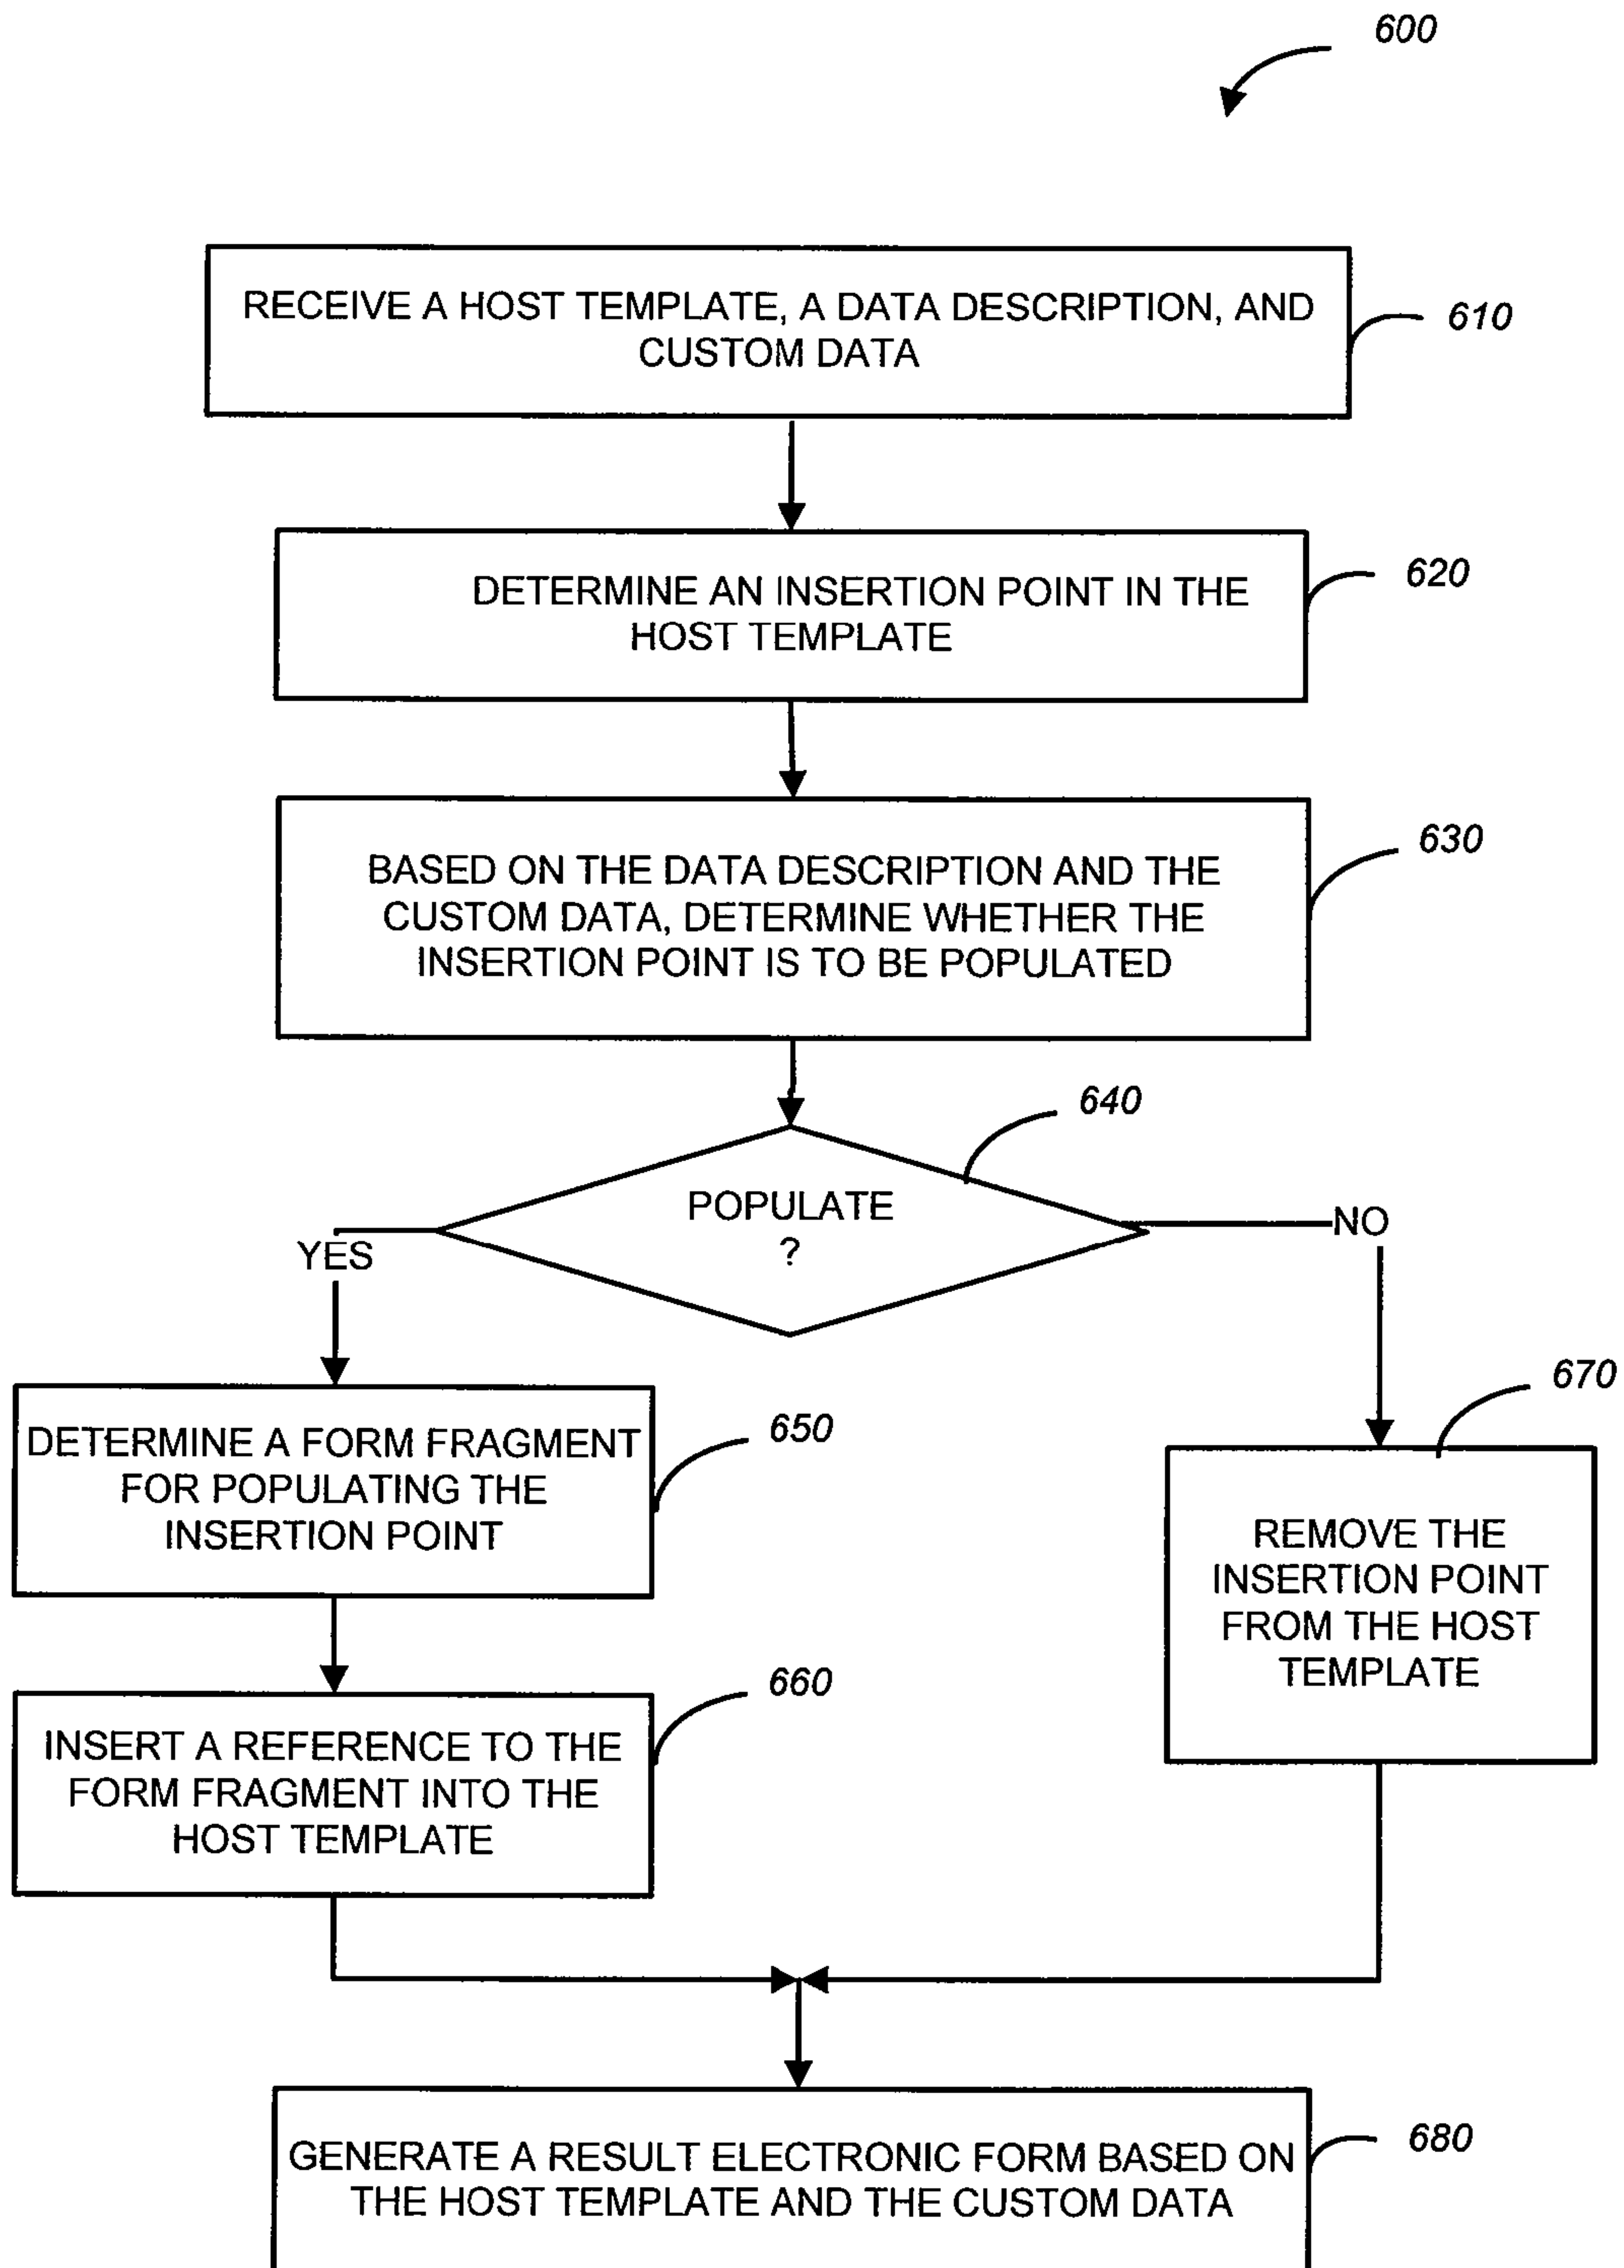 600
RECEIVE A HOST TEMPLATE, A DATA DESCRIPTION, AND
CUSTOM DATA
610
DETERMINE AN INSERTION POINT IN THE
HOST TEMPLATE
620
BASED ON THE DATA DESCRIPTION AND THE
CUSTOM DATA, DETERMINE WHETHER THE
INSERTION POINT IS TO BE POPULATED
630
640
POPULATE
?
YES
NO
DETERMINE A FORM FRAGMENT
FOR POPULATING THE
INSERTION POINT
650
670
REMOVE THE
INSERTION POINT
FROM THE HOST
TEMPLATE
INSERT A REFERENCE TO THE
FORM FRAGMENT INTO THE
HOST TEMPLATE
660
GENERATE A RESULT ELECTRONIC FORM BASED ON
THE HOST TEMPLATE AND THE CUSTOM DATA
680